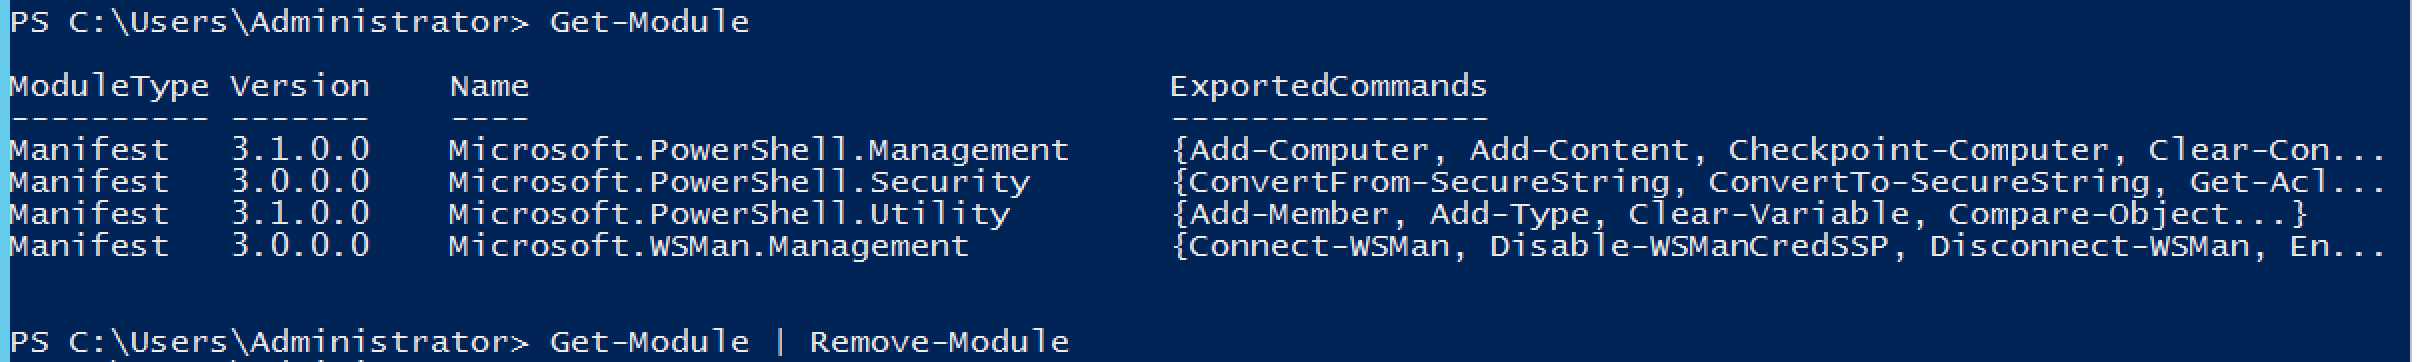 PS C:\Users\Administrator> Get-Module
ModuleType Version    Name                                ExportedCommands
---------- -------    ----                                ----------------
Manifest   3.1.0.0    Microsoft.PowerShell.Management     {Add-Computer, Add-Content, Checkpoint-Computer, Clear-Con...
Manifest   3.0.0.0    Microsoft.PowerShell.Security       {ConvertFrom-SecureString, ConvertTo-SecureString, Get-Acl...
Manifest   3.1.0.0    Microsoft.PowerShell.Utility        {Add-Member, Add-Type, Clear-Variable, Compare-Object...}
Manifest   3.0.0.0    Microsoft.WSMan.Management          {Connect-WSMan, Disable-WSManCredSSP, Disconnect-WSMan, En...
PS C:\Users\Administrator> Get-Module | Remove-Module